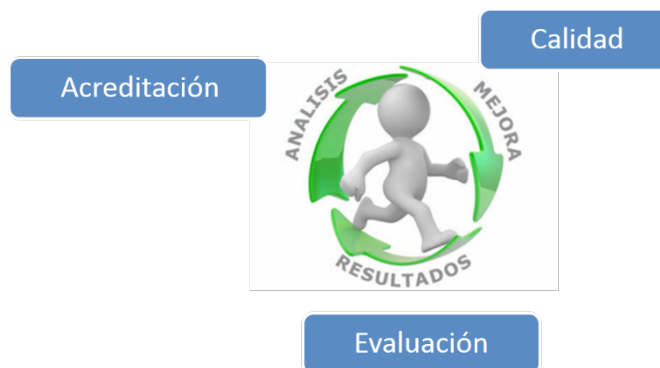 Calidad
Acreditación
ANALISIS
MEJORA
RESULTADOS
Evaluación